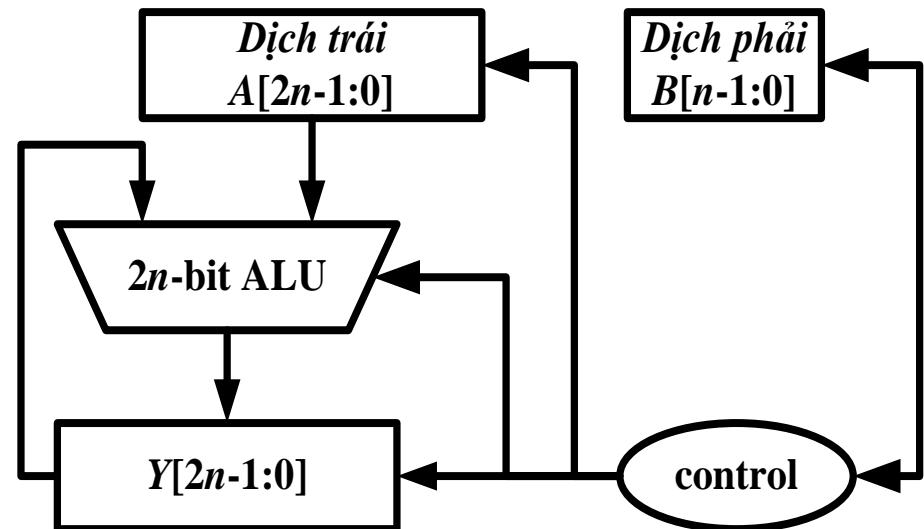 Dịch trái
A[2n-1:0]
Dịch phải
B[n-1:0]
2n-bit ALU
Y[2n-1:0]
control